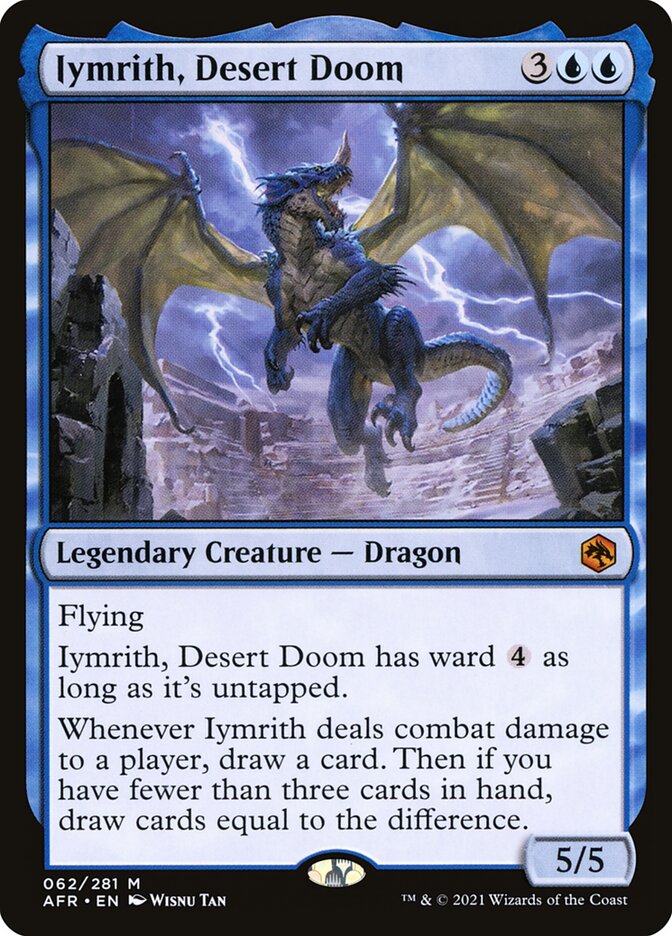 Iymrith, Desert Doom 3
Legendary Creature — Dragon
Flying
Iymrith, Desert Doom has ward 4 as
long as it's untapped.
Whenever Iymrith deals combat damage
to a player, draw a card. Then if you
have fewer than three cards in hand,
draw cards equal to the difference.
5/5
062/281 M
AFR • EN Wisnu Tan
™ & © 2021 Wizards of the Coast